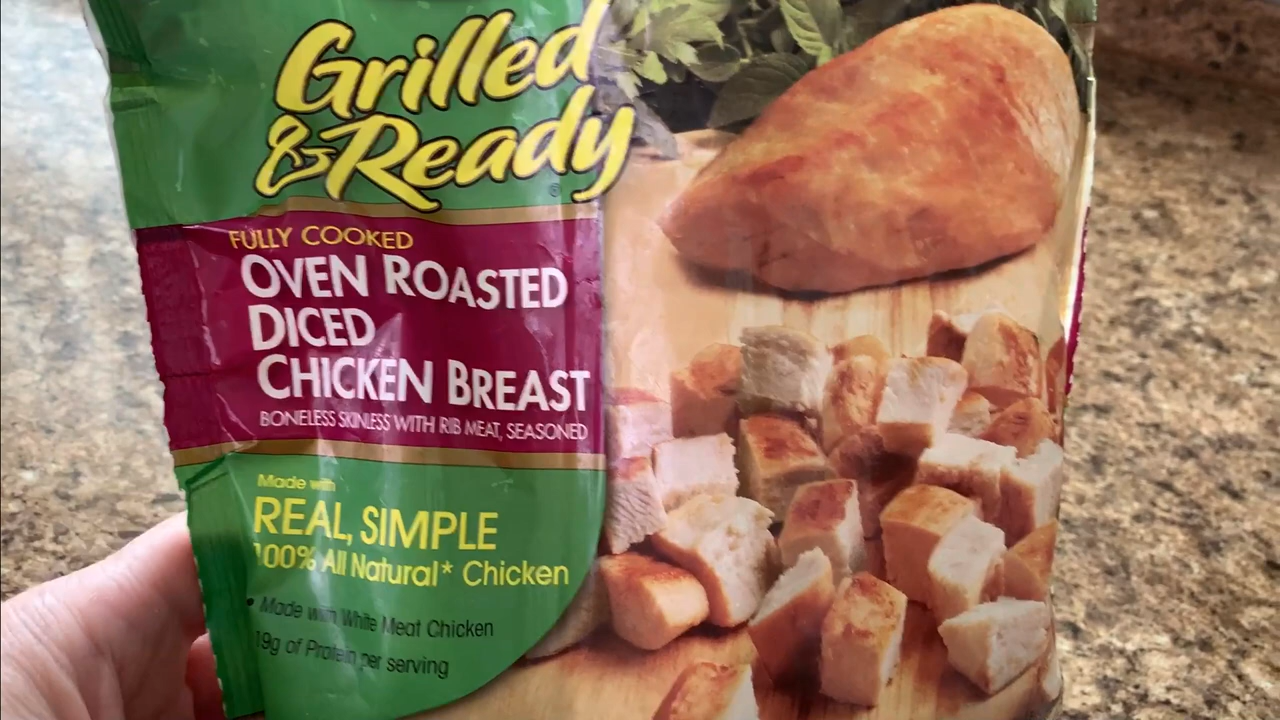 Grilled
& Ready®
FULLY COOKED
OVEN ROASTED
DICED
CHICKEN BREAST
BONELESS SKINLESS WITH RIB MEAT, SEASONED
Made with
REAL, SIMPLE
100% All Natural* Chicken
• Made with White Meat Chicken
19g of Protein per serving